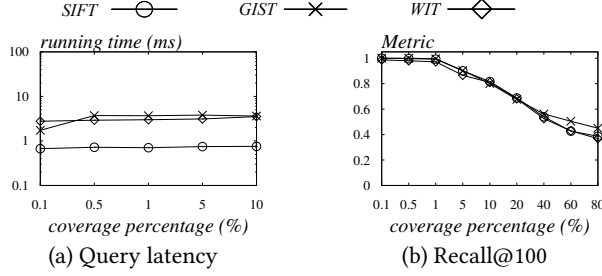 SIFT GIST WIT
running time (ms)
100
10
1
0.1
0.1 0.5 1 5 10
coverage percentage (%)
(a) Query latency
Metric
1
0.8
0.6
0.4
0.2
0
0.1 0.5 1 5 10 20 40 60 80
coverage percentage (%)
(b) Recall@100